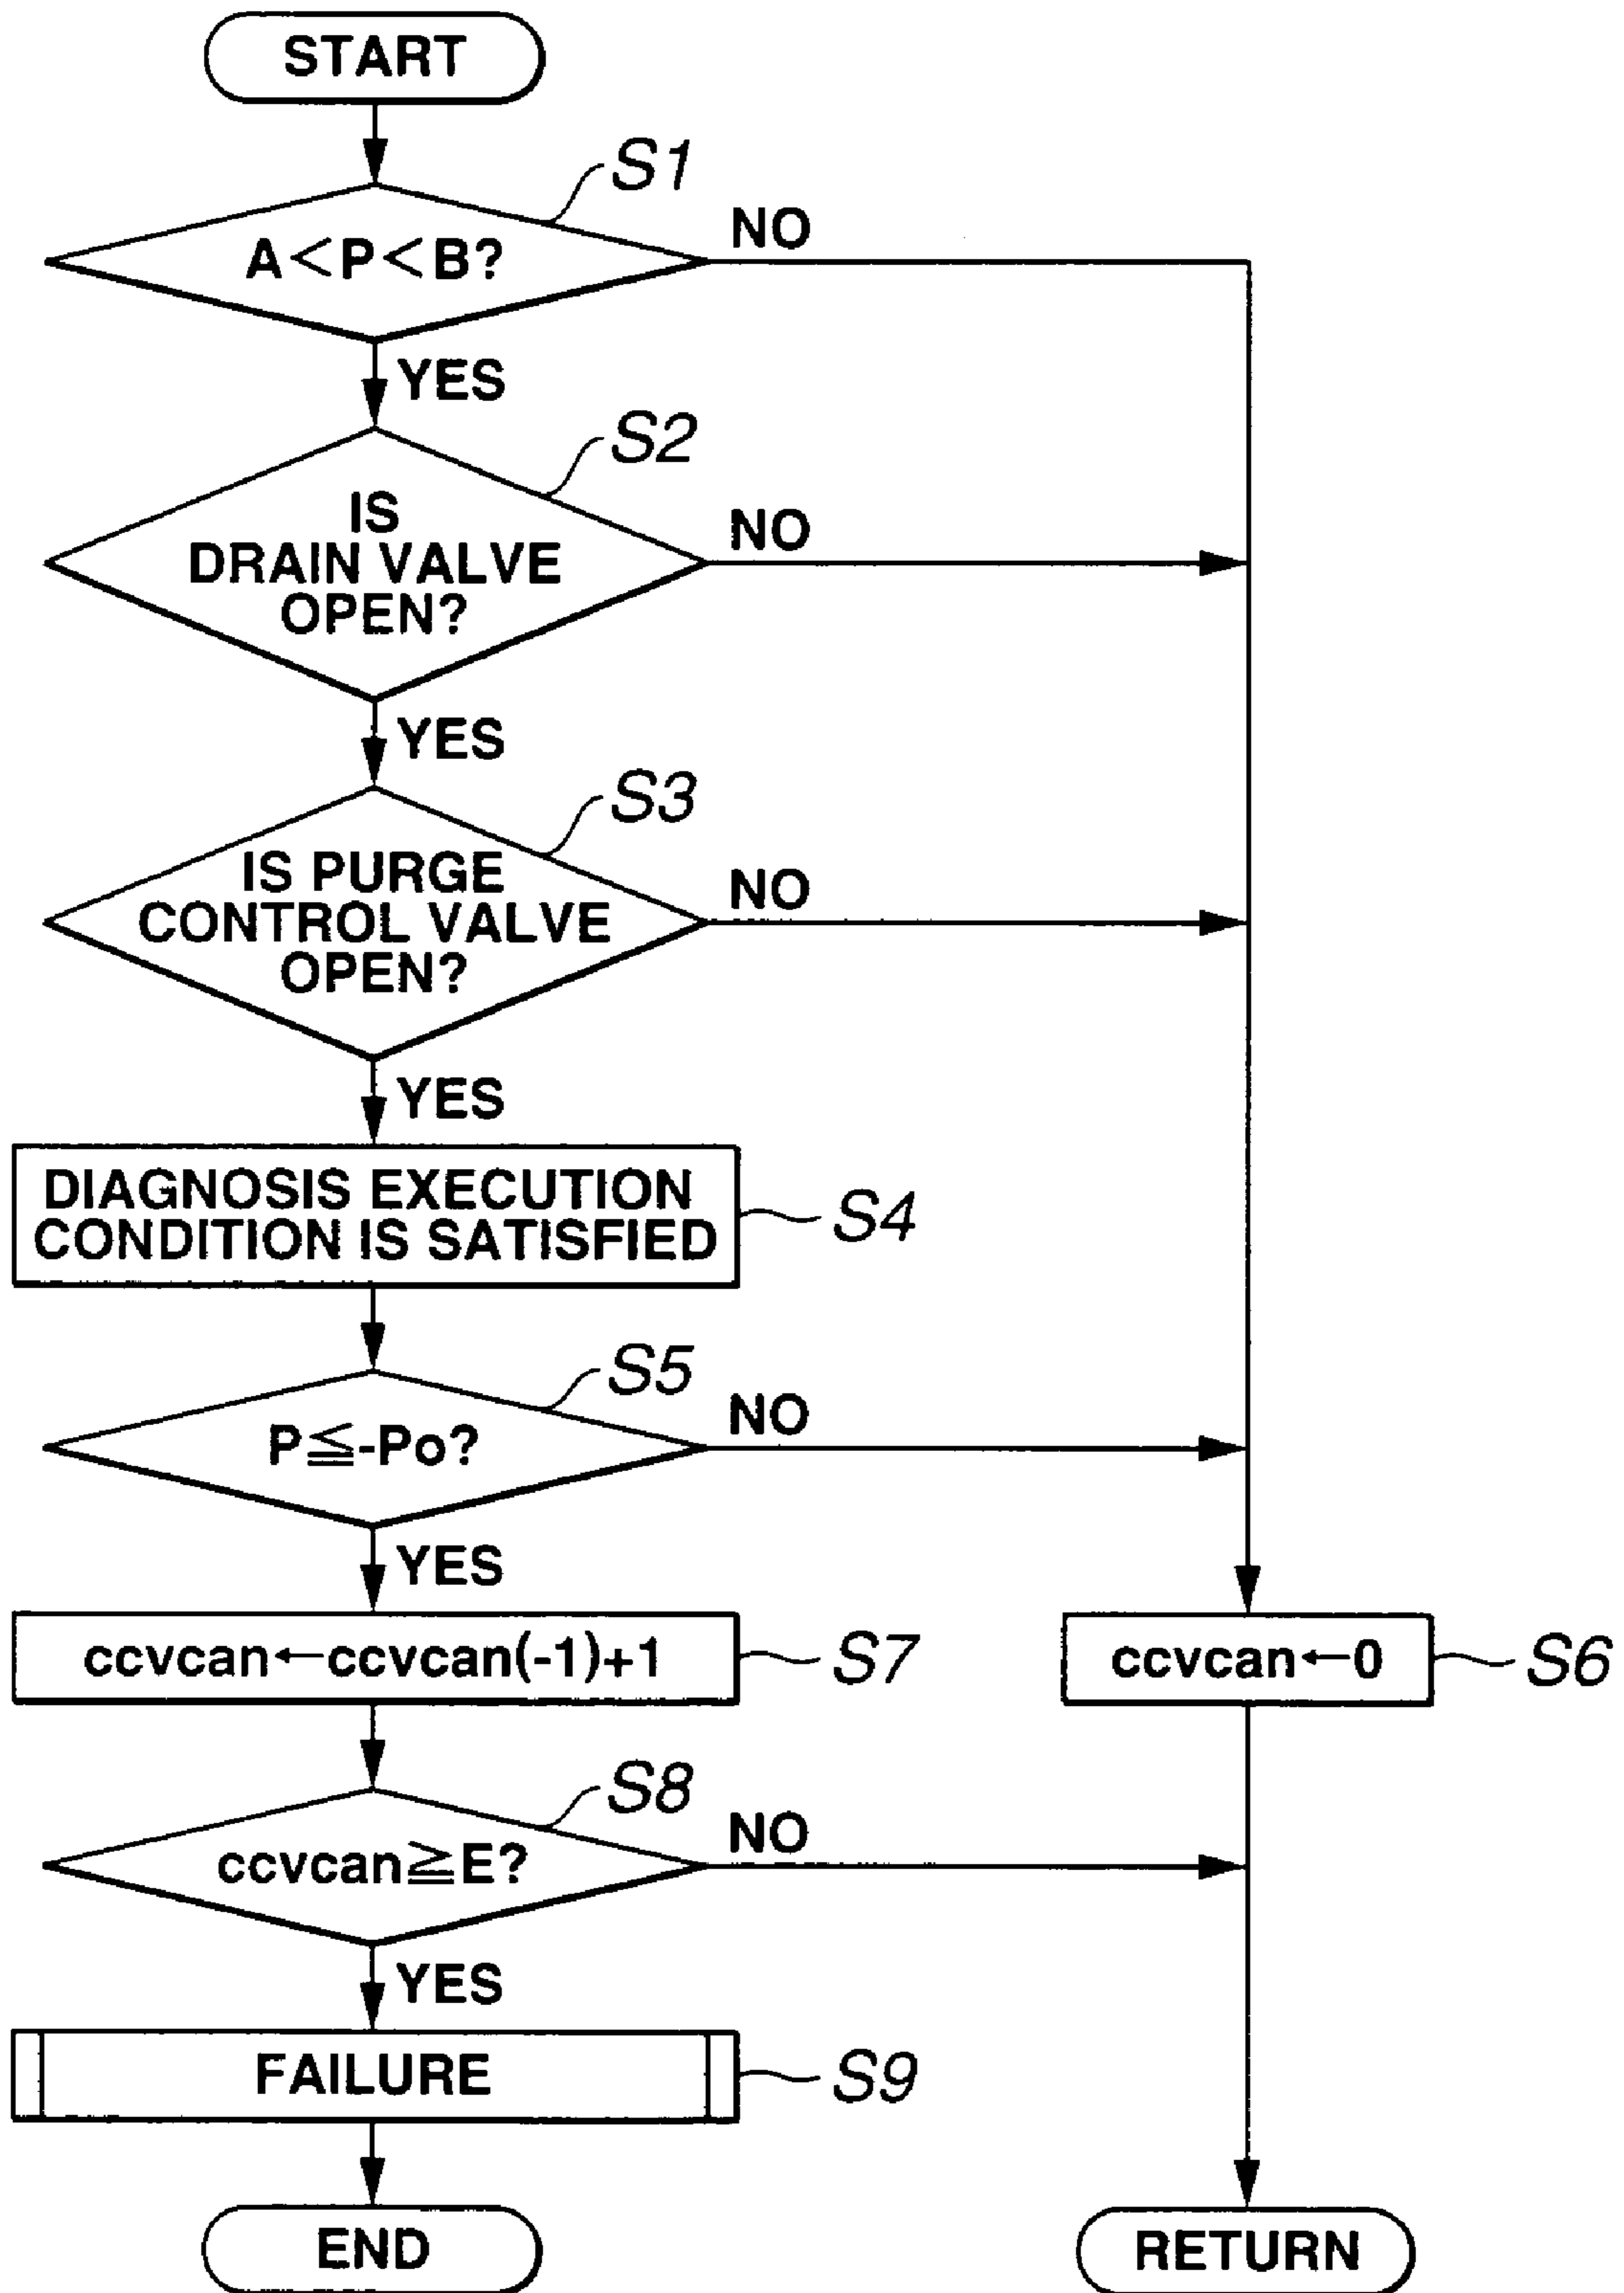 START
S1
A<P<B?
NO
YES
S2
IS
DRAIN VALVE
OPEN?
NO
YES
S3
IS PURGE
CONTROL VALVE
OPEN?
NO
YES
DIAGNOSIS EXECUTION
CONDITION IS SATISFIED
S4
S5
P≦-Po?
NO
YES
ccvcan←ccvcan(-1)+1
S7
ccvcan←0
S6
S8
ccvcan≧E?
NO
YES
FAILURE
S9
END
RETURN